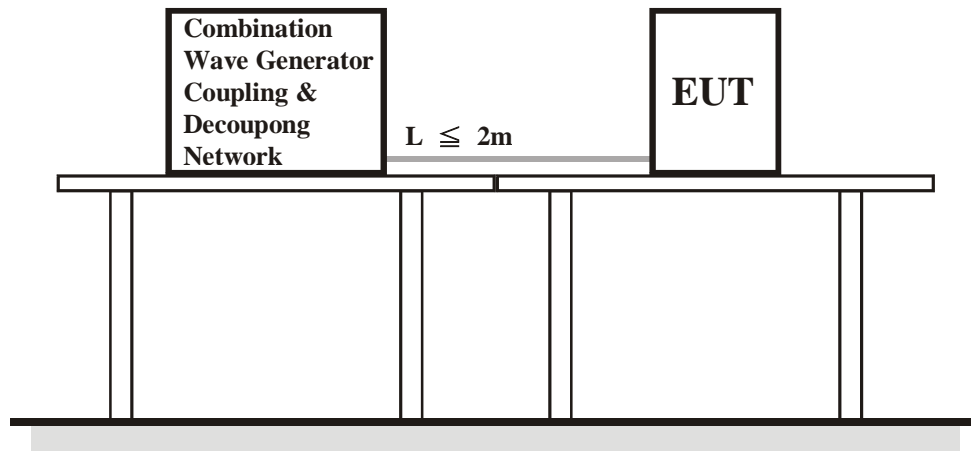 Combination
Wave Generator
Coupling &
Decoupong
Network
L ≦ 2m
EUT